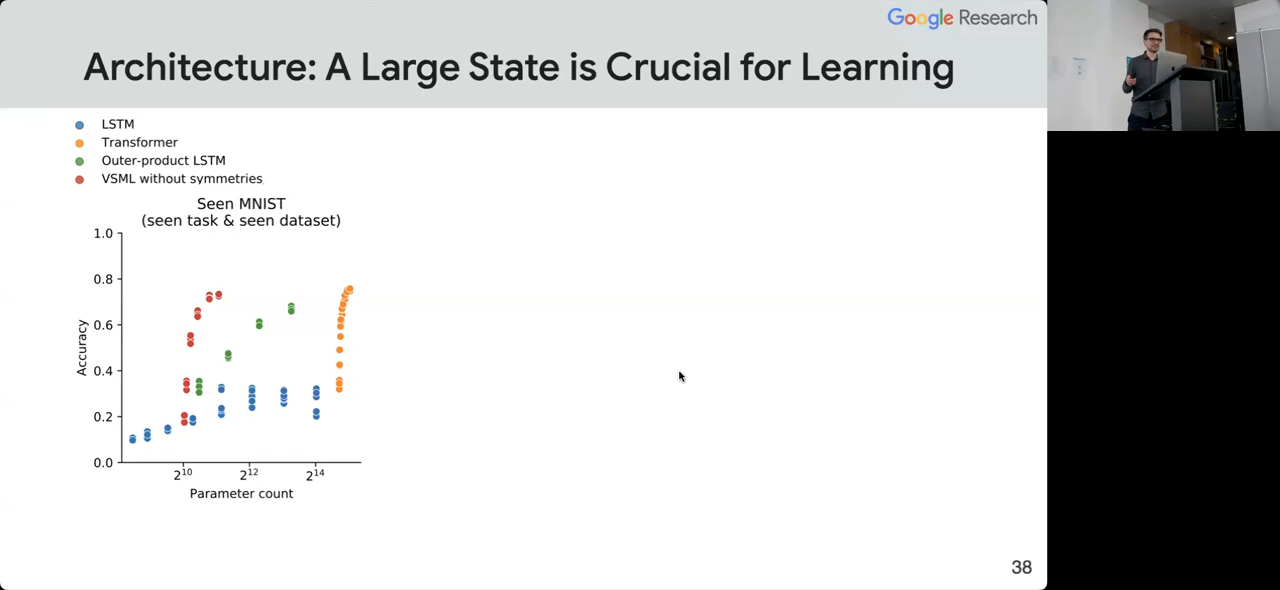 Google Research
Architecture: A Large State is Crucial for Learning
LSTM
Transformer
Outer-product LSTM
VSML without symmetries
Seen MNIST
(seen task & seen dataset)
1.0
0.8
0.6
0.4
0.2
0.0
Accuracy
2^10 2^12 2^14
Parameter count
38